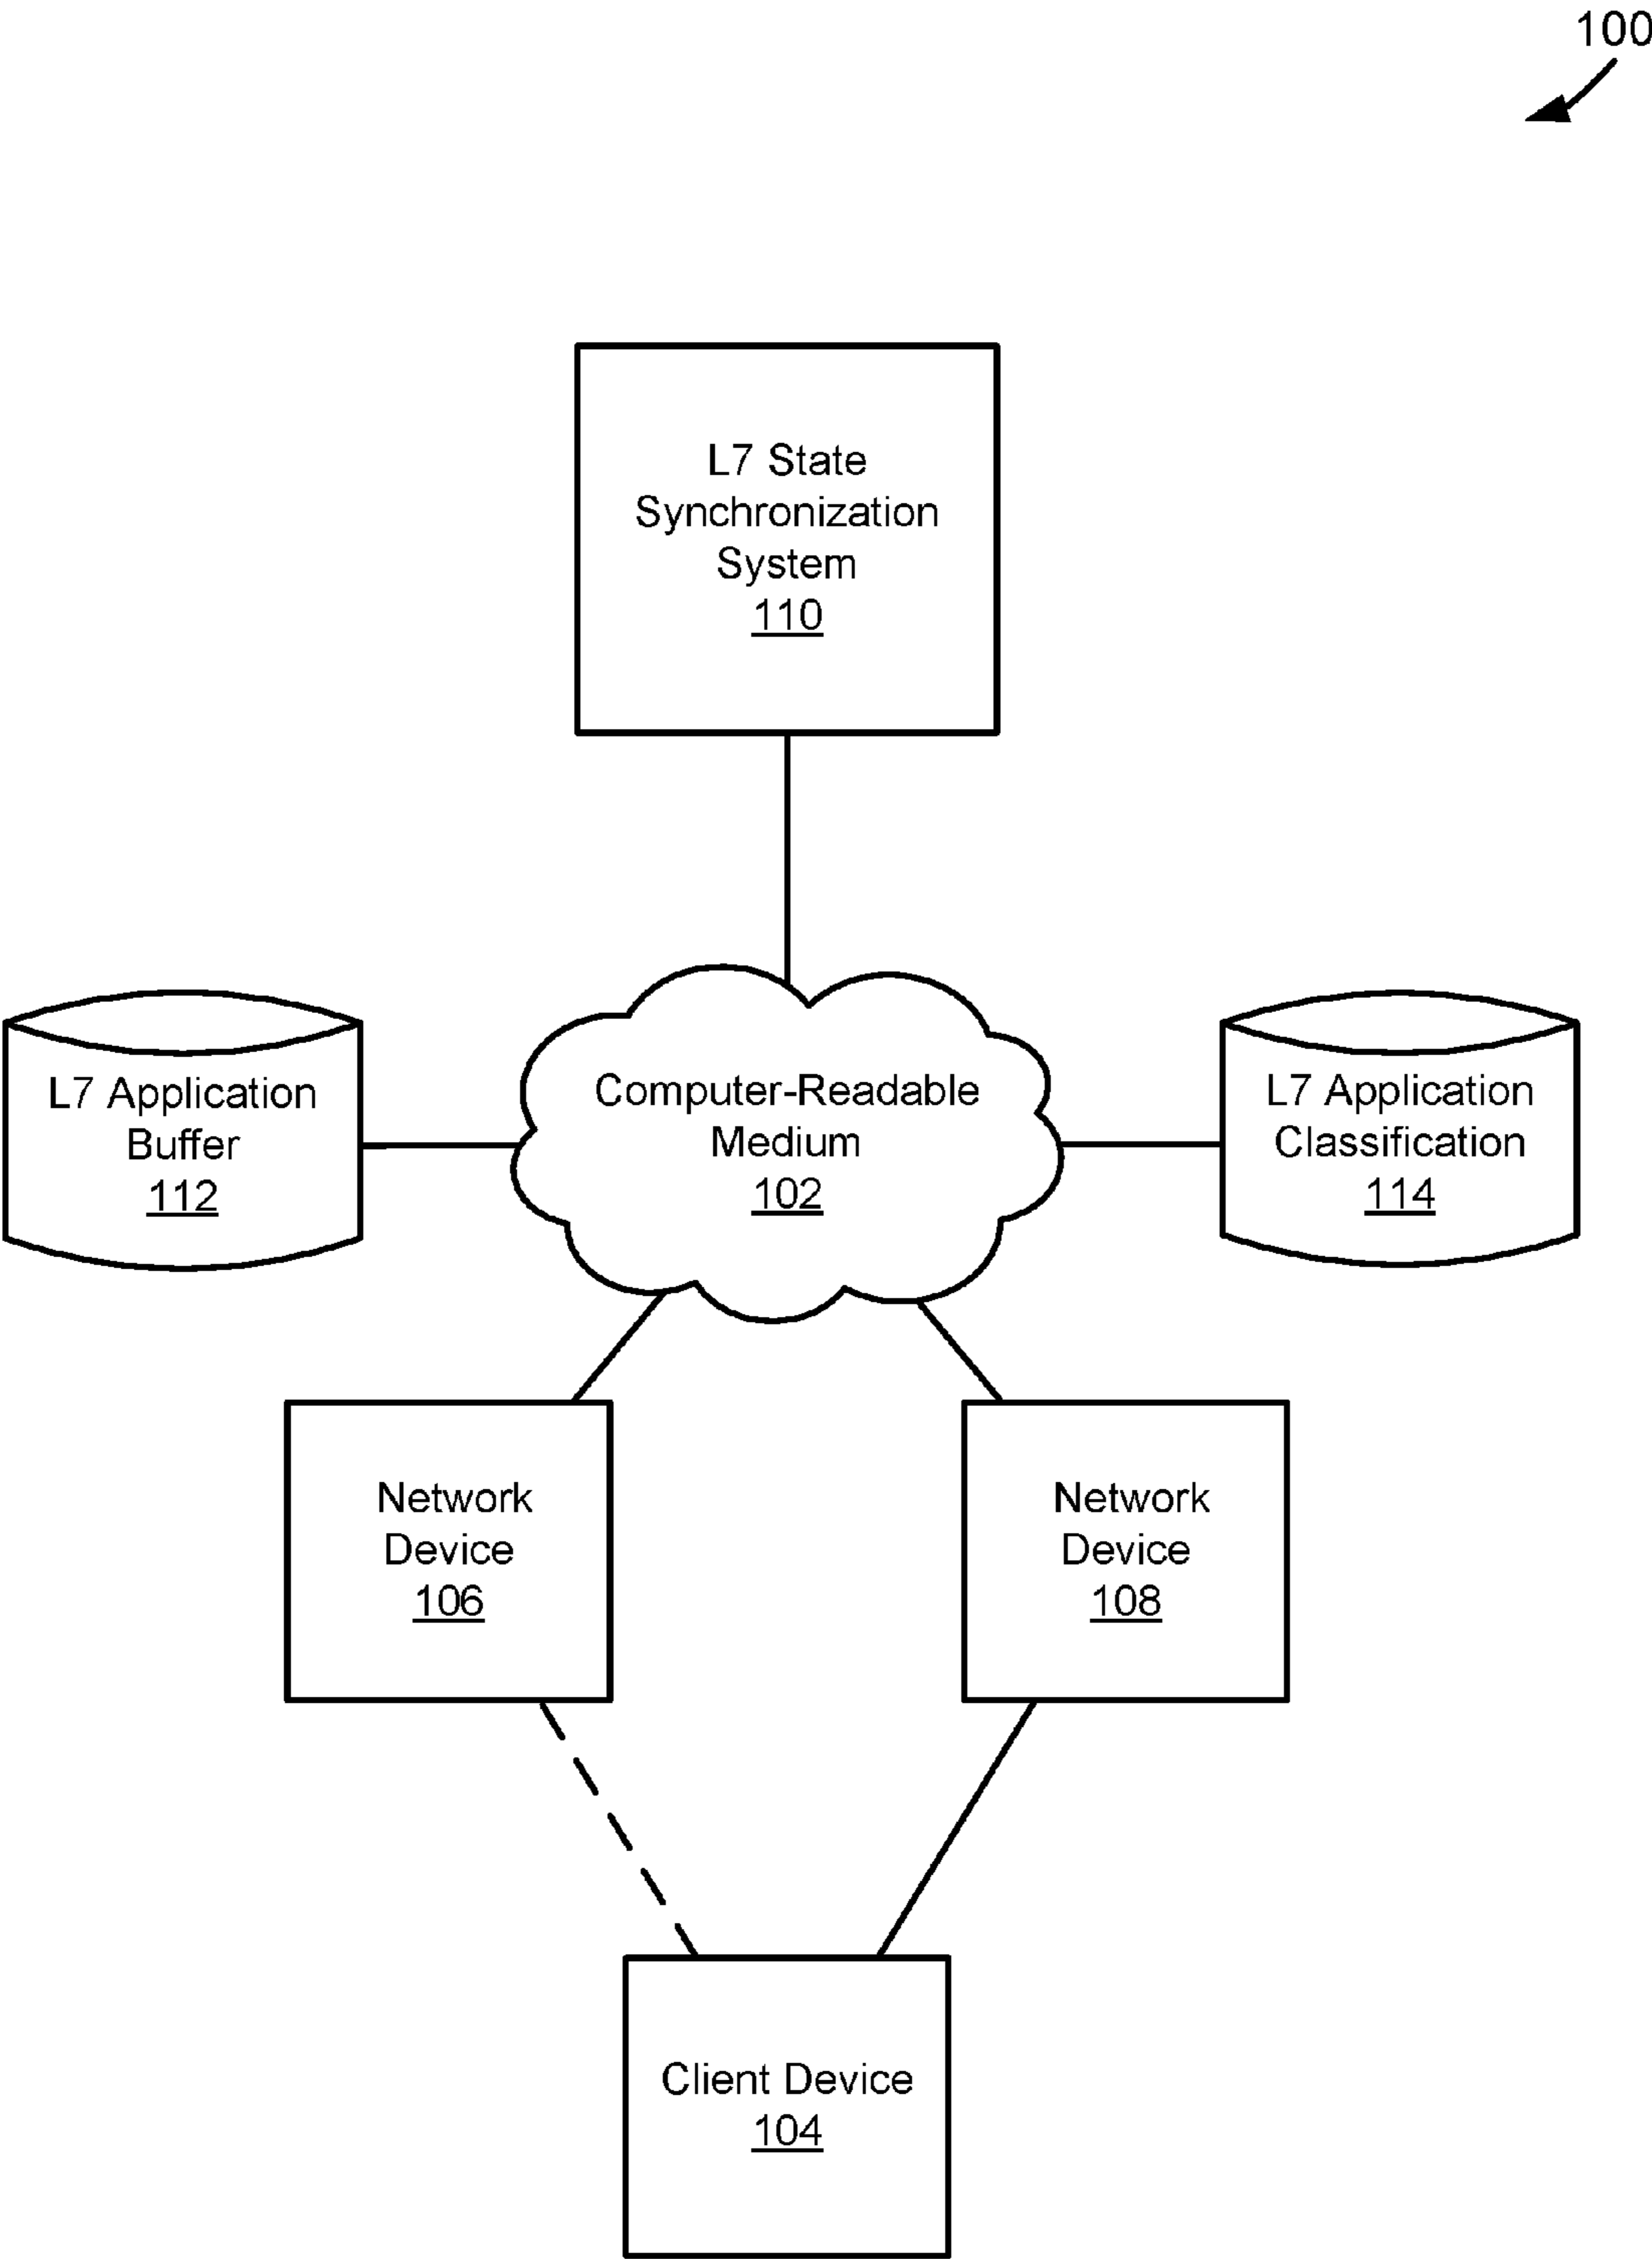 100
L7 State
Synchronization
System
110
L7 Application
Buffer
112
Computer-Readable
Medium
102
L7 Application
Classification
114
Network
Device
106
Network
Device
108
Client Device
104